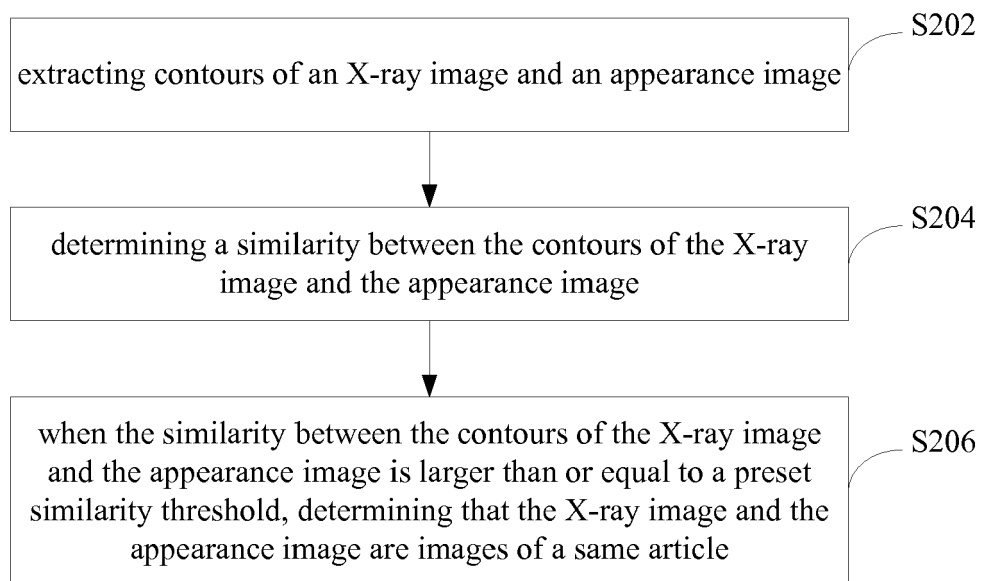 S202
extracting contours of an X-ray image and an appearance image
S204
determining a similarity between the contours of the X-ray
image and the appearance image
S206
when the similarity between the contours of the X-ray image
and the appearance image is larger than or equal to a preset
similarity threshold, determining that the X-ray image and the
appearance image are images of a same article